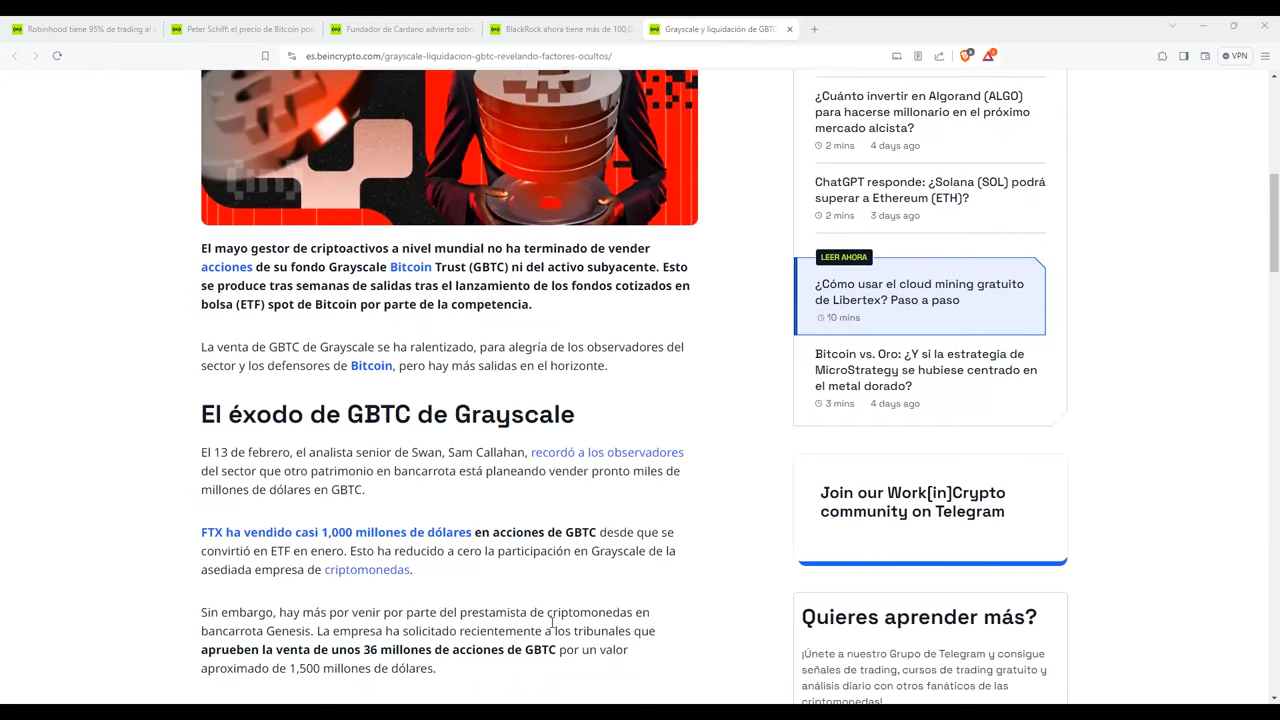 Robinhood tiene 95% de trading al c
Peter Schiff: el precio de Bitcoin pod
Fundador de Cardano advierte sobr
BlackRock ahora tiene más de 100,0
Grayscale y liquidación de GBTC:
es.beincrypto.com/grayscale-liquidacion-gbtc-revelando-factores-ocultos/
VPN
El mayo gestor de criptoactivos a nivel mundial no ha terminado de vender
acciones de su fondo Grayscale Bitcoin Trust (GBTC) ni del activo subyacente. Esto
se produce tras semanas de salidas tras el lanzamiento de los fondos cotizados en
bolsa (ETF) spot de Bitcoin por parte de la competencia.
La venta de GBTC de Grayscale se ha ralentizado, para alegría de los observadores del
sector y los defensores de Bitcoin, pero hay más salidas en el horizonte.
El éxodo de GBTC de Grayscale
El 13 de febrero, el analista senior de Swan, Sam Callahan, recordó a los observadores
del sector que otro patrimonio en bancarrota está planeando vender pronto miles de
millones de dólares en GBTC.
FTX ha vendido casi 1,000 millones de dólares en acciones de GBTC desde que se
convirtió en ETF en enero. Esto ha reducido a cero la participación en Grayscale de la
asediada empresa de criptomonedas.
Sin embargo, hay más por venir por parte del prestamista de criptomonedas en
bancarrota Genesis. La empresa ha solicitado recientemente a los tribunales que
aprueben la venta de unos 36 millones de acciones de GBTC por un valor
aproximado de 1,500 millones de dólares.
¿Cuánto invertir en Algorand (ALGO)
para hacerse millonario en el próximo
mercado alcista?
2 mins 4 days ago
ChatGPT responde: ¿Solana (SOL) podrá
superar a Ethereum (ETH)?
2 mins 3 days ago
LEER AHORA
¿Cómo usar el cloud mining gratuito
de Libertex? Paso a paso
10 mins
Bitcoin vs. Oro: ¿Y si la estrategia de
MicroStrategy se hubiese centrado en
el metal dorado?
3 mins 4 days ago
Join our Work[in]Crypto
community on Telegram
Quieres aprender más?
¡Únete a nuestro Grupo de Telegram y consigue
señales de trading, cursos de trading gratuito y
análisis diario con otros fanáticos de las
criptomonedas!